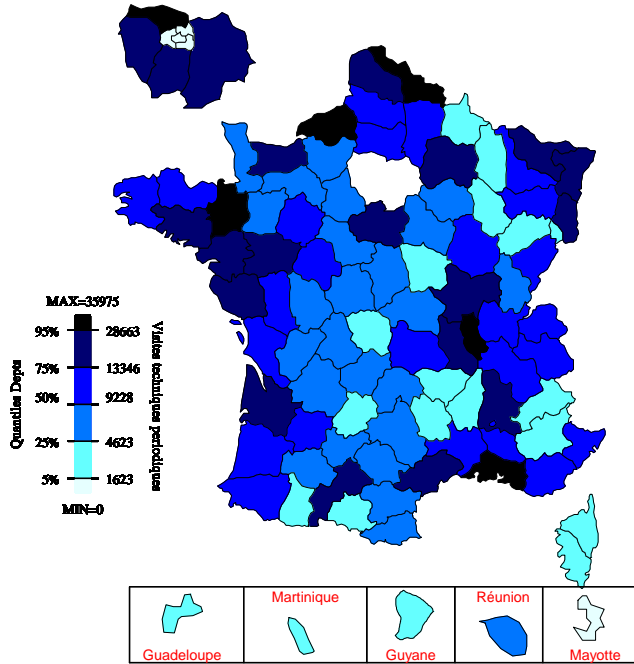 MAX=35975
95% 28663
75% 13346
50% 9228
25% 4623
5% 1623
MIN=0
Quantiles Depts
Visites techniques periodiques
Martinique Réunion
Guadeloupe Guyane Mayotte